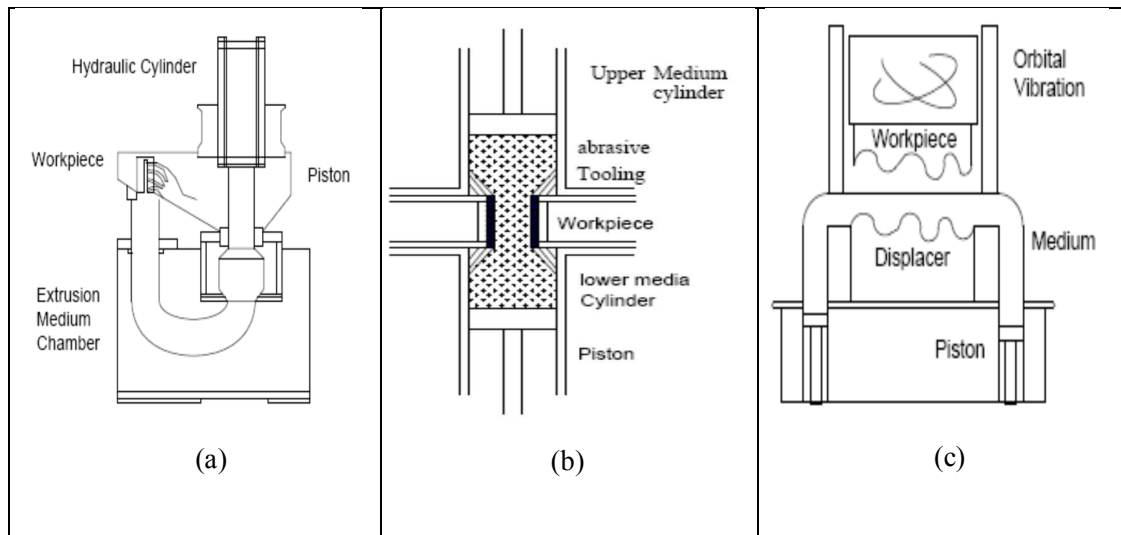 Hydraulic Cylinder
Workpiece
Piston
Extrusion
Medium
Chamber
(a)
Upper Medium
cylinder
abrasive
Tooling
Workpiece
lower media
Cylinder
Piston
(b)
Orbital
Vibration
Workpiece
Medium
Displacer
Piston
(c)